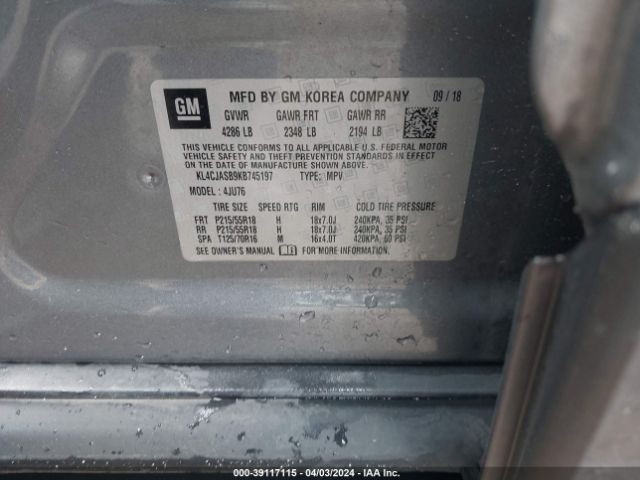 GM
MFD BY GM KOREA COMPANY 09/18
GVWR GAWR FRT GAWR RR
4286 LB 2348 LB 2194 LB
THIS VEHICLE CONFORMS TO ALL APPLICABLE U.S. FEDERAL MOTOR
VEHICLE SAFETY AND THEFT PREVENTION STANDARDS IN EFFECT
ON THE DATE OF MANUFACTURE SHOWN ABOVE.
KL4CJASB9KB745197 TYPE: MPV
MODEL: 4JU76
TIRE SIZE SPEED RTG RIM COLD TIRE PRESSURE
FRT P215/55R18 H 18x7.0J 240KPA, 35 PSI
RR P215/55R18 H 18x7.0J 240KPA, 35 PSI
SPA T125/70R16 M 16x4.0T 420KPA, 60 PSI
SEE OWNER'S MANUAL FOR MORE INFORMATION.
000-39117115 - 04/03/2024 - IAAI.COM